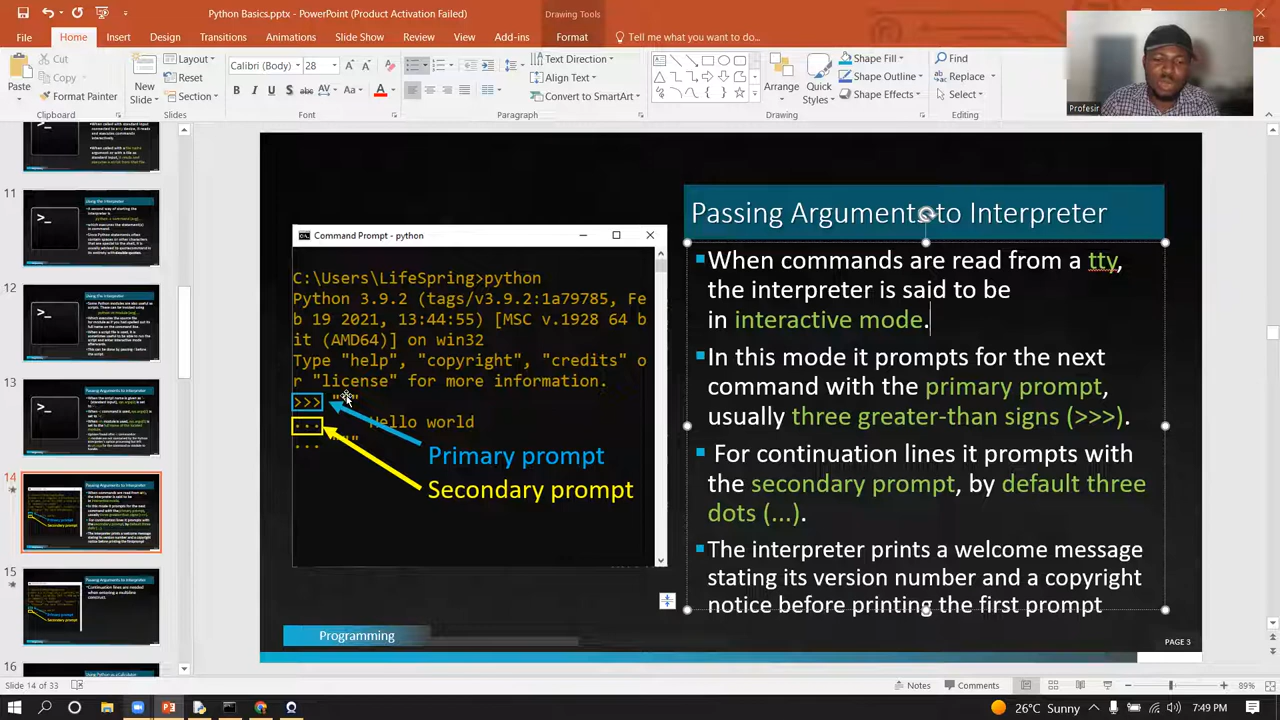 Python Basics.pptx - PowerPoint (Product Activation Failed)
Drawing Tools
File
Home
Insert
Design
Transitions
Animations
Slide Show
Review
View
Add-ins
Format
Tell me what you want to do...
Paste
Cut
Copy
Format Painter
Clipboard
New
Slide
Layout
Reset
Section
Slides
Calibri (Body)
28
Font
Text Direction
Align Text
Convert to SmartArt
Paragraph
Arrange
Quick
Styles
Shape Fill
Shape Outline
Shape Effects
Drawing
Find
Replace
Select
Editing
Profesir
11
12
13
14
15
16
Command Prompt - python
C:\Users\LifeSpring>python
Python 3.9.2 (tags/v3.9.2:1a79785, Fe
b 19 2021, 13:44:55) [MSC v.1928 64 b
it (AMD64)] on win32
Type "help", "copyright", "credits" o
r "license" for more information.
>>>
... Hello world
...
Primary prompt
Secondary prompt
Passing Arguments to Interpreter
When commands are read from a tty,
the interpreter is said to be
in interactive mode.
In this mode it prompts for the next
command with the primary prompt,
usually three greater-than signs (>>>).
For continuation lines it prompts with
the secondary prompt, by default three
dots (...).
The interpreter prints a welcome message
stating its version number and a copyright
notice before printing the first prompt
Programming
PAGE 3
Slide 14 of 33
Notes
Comments
89%
26°C Sunny
7:49 PM